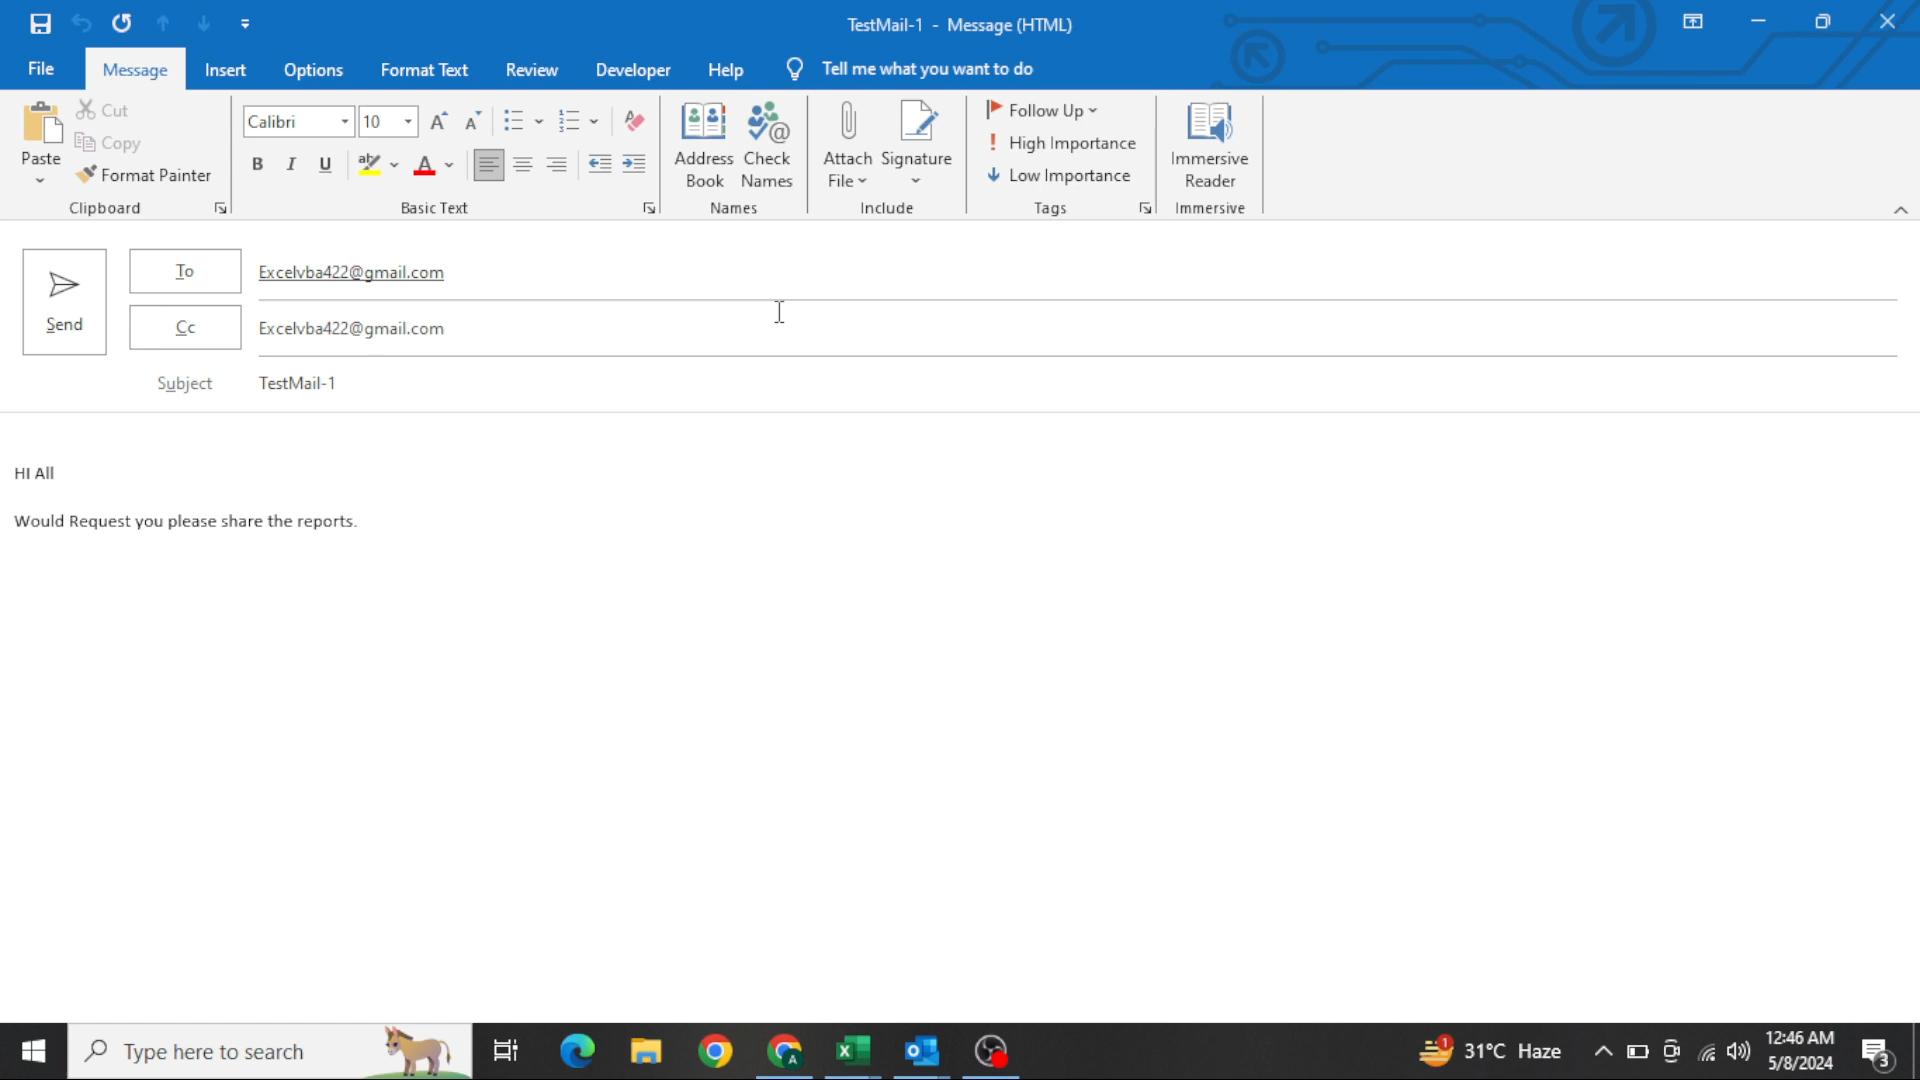 TestMail-1 - Message (HTML)
File Message Insert Options Format Text Review Developer Help Tell me what you want to do
Paste
Cut
Copy
Format Painter
Clipboard
Calibri 10
B I U
Basic Text
Address Book
Check Names
Names
Attach File
Signature
Include
Follow Up
High Importance
Low Importance
Tags
Immersive Reader
Immersive
Send
To Excelvba422@gmail.com
Cc Excelvba422@gmail.com
Subject TestMail-1
HI All
Would Request you please share the reports.
Type here to search
31°C Haze
12:46 AM
5/8/2024
3